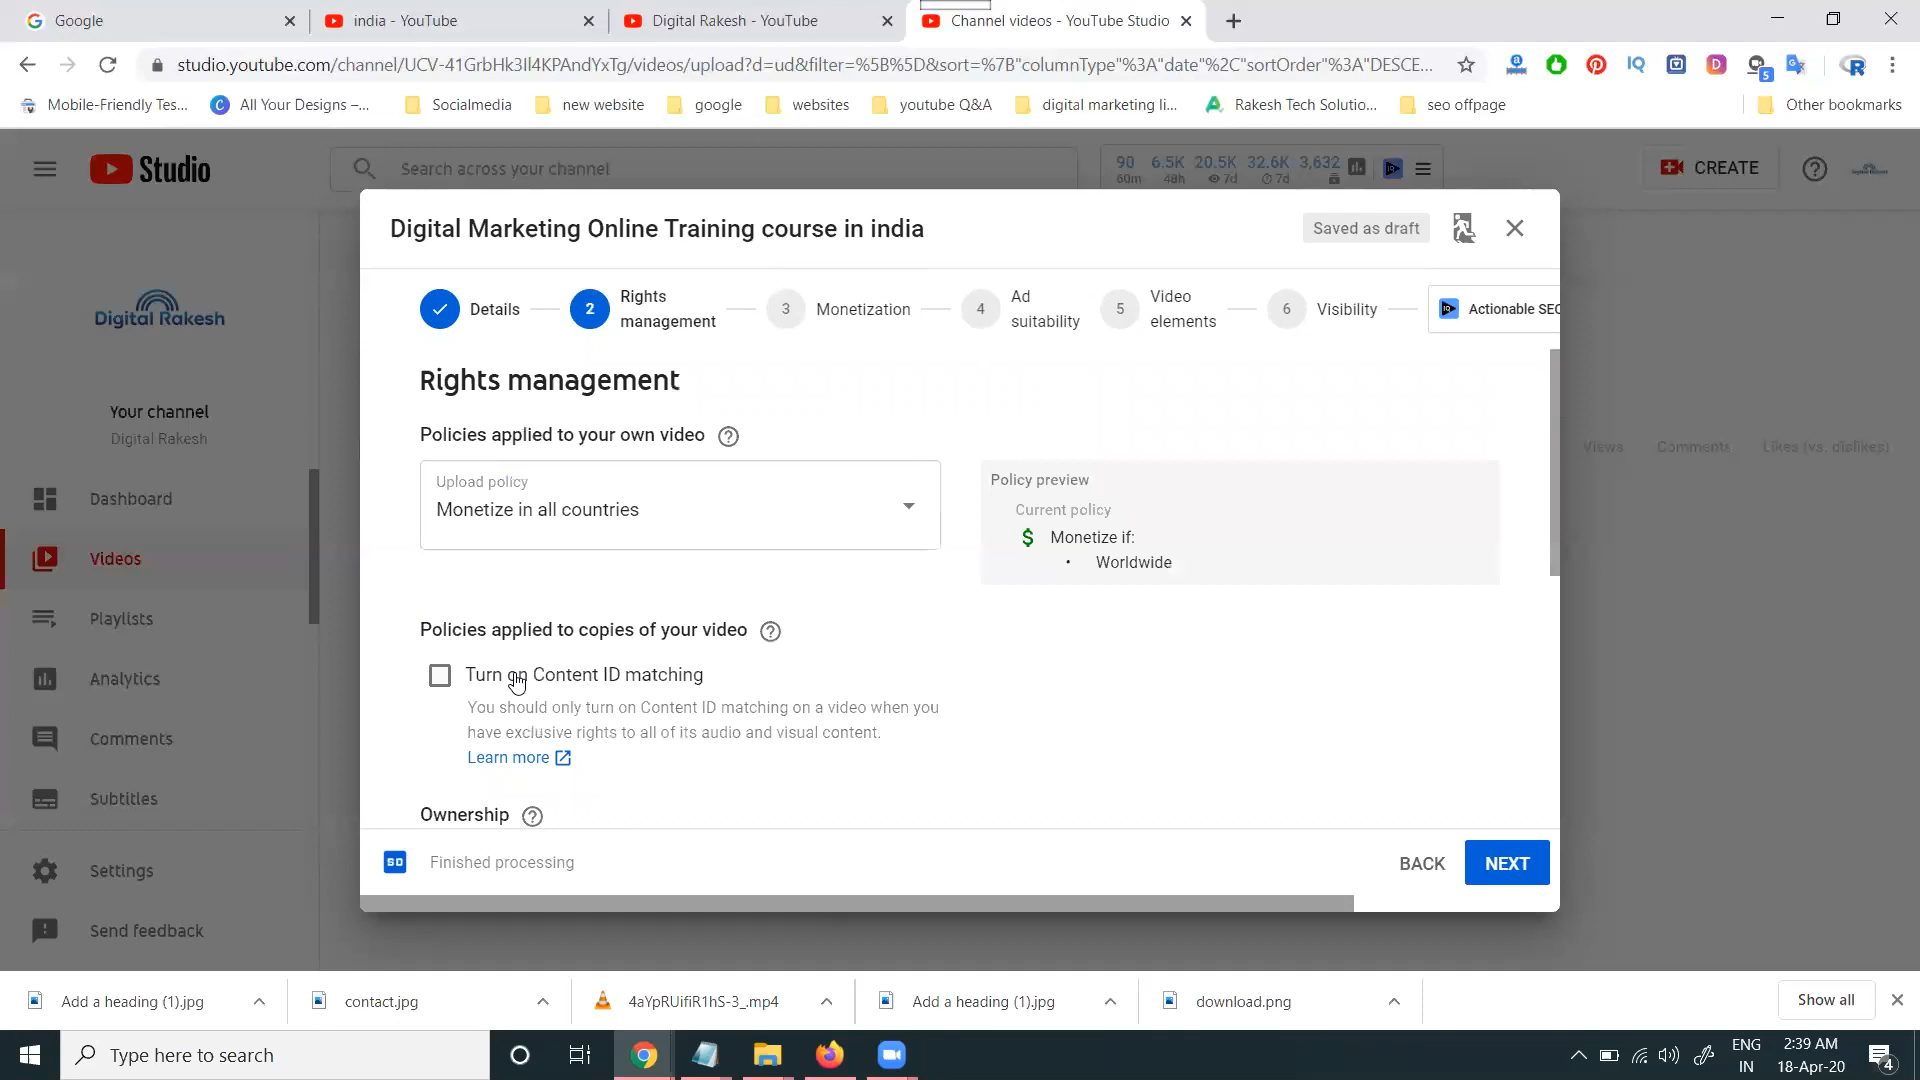 Google
india - YouTube
Digital Rakesh - YouTube
Channel videos - YouTube Studio
studio.youtube.com/channel/UCV-41GrbHk3Il4KPAndYxTg/videos/upload?d=ud&filter=%5B%5D&sort=%7B"columnType"%3A"date"%2C"sortOrder"%3A"DESCE...
Mobile-Friendly Tes...
All Your Designs –...
Socialmedia
new website
google
websites
youtube Q&A
digital marketing li...
Rakesh Tech Solutio...
seo offpage
Other bookmarks
Studio
Search across your channel
90 6.5K 20.5K 32.6K 3,632
60m 48h 7d 7d
CREATE
Digital Marketing Online Training course in india
Saved as draft
Details
2 Rights management
3 Monetization
4 Ad suitability
5 Video elements
6 Visibility
Actionable SEO
Rights management
Policies applied to your own video
Upload policy
Monetize in all countries
Policy preview
Current policy
$ Monetize if:
• Worldwide
Policies applied to copies of your video
Turn on Content ID matching
You should only turn on Content ID matching on a video when you
have exclusive rights to all of its audio and visual content.
Learn more
Ownership
SD Finished processing
BACK
NEXT
Digital Rakesh
Your channel
Digital Rakesh
Dashboard
Videos
Playlists
Analytics
Comments
Subtitles
Settings
Send feedback
Views
Comments
Likes (vs. dislikes)
Add a heading (1).jpg
contact.jpg
4aYpRUifiR1hS-3_.mp4
Add a heading (1).jpg
download.png
Show all
Type here to search
ENG
IN
2:39 AM
18-Apr-20
4